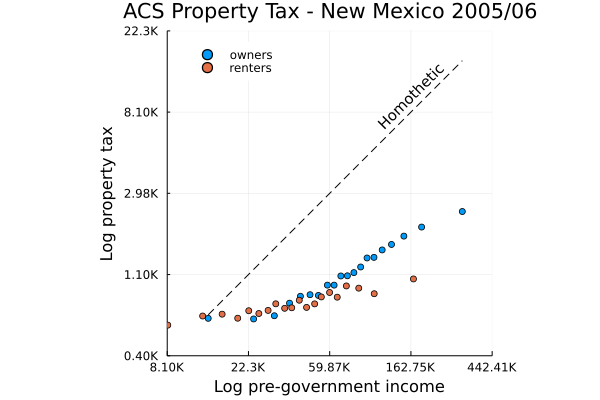 ACS Property Tax - New Mexico 2005/06
22.3K
owners
renters
Homothetic
8.10K
2.98K
1.10K
0.40K
Log property tax
8.10K 22.3K 59.87K 162.75K 442.41K
Log pre-government income